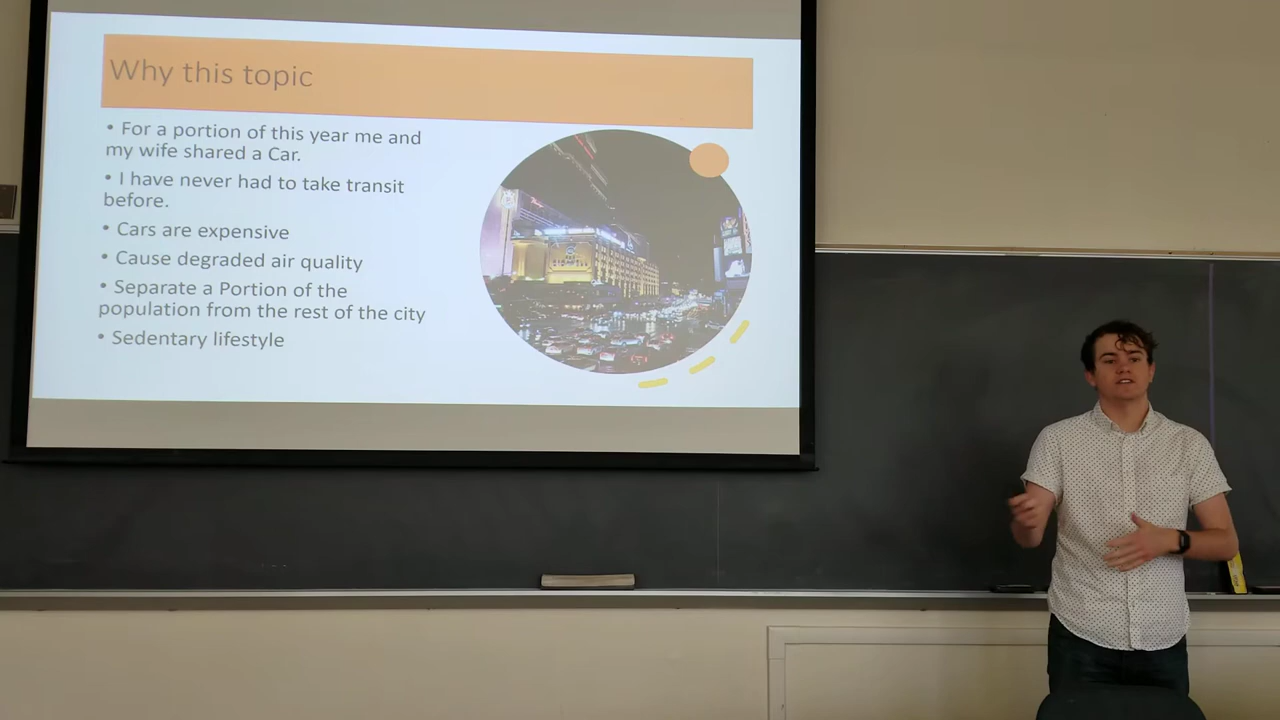 Why this topic
• For a portion of this year me and
my wife shared a Car.
• I have never had to take transit
before.
• Cars are expensive
• Cause degraded air quality
• Separate a Portion of the
population from the rest of the city
• Sedentary lifestyle